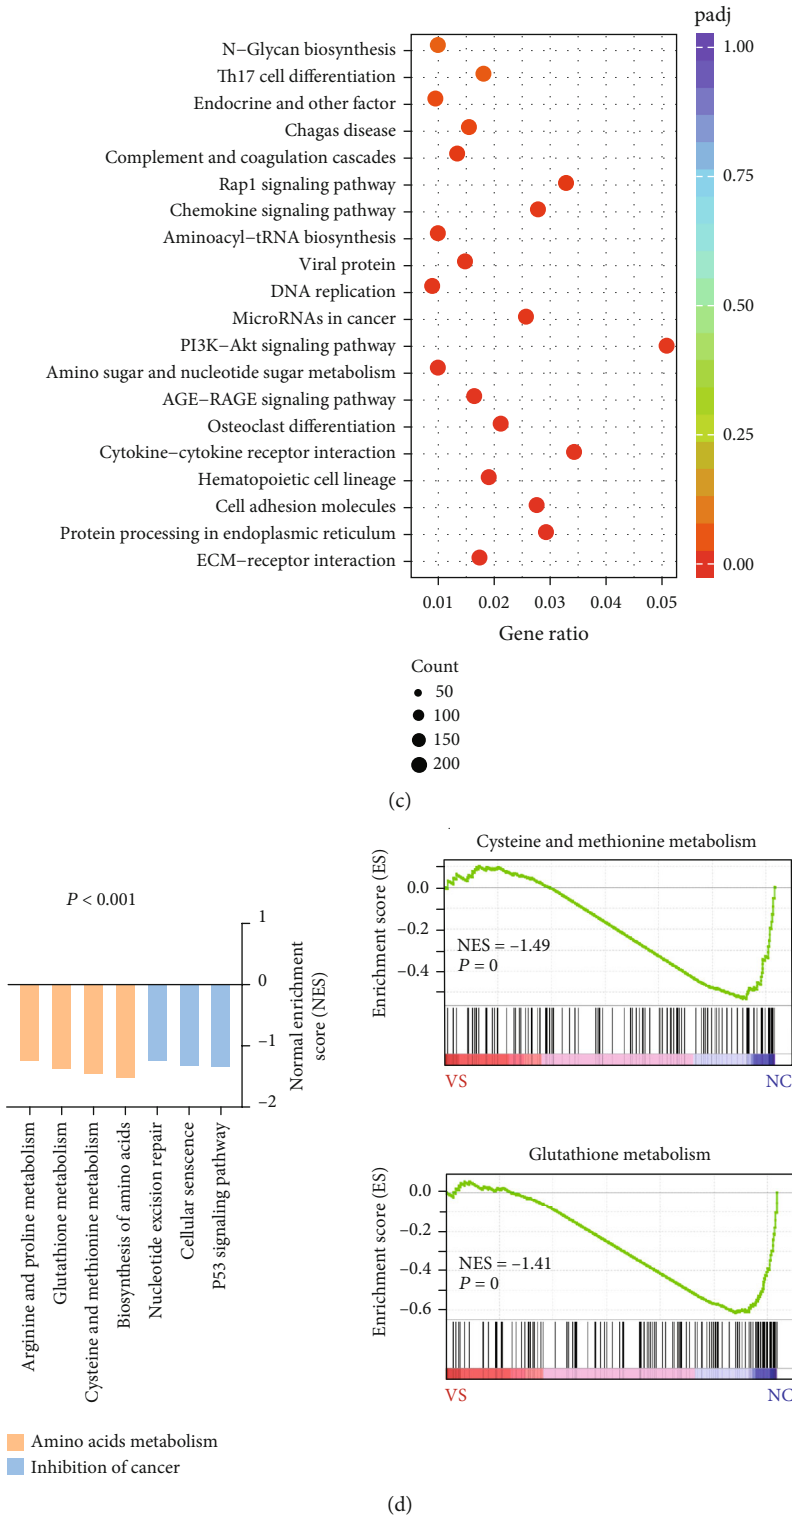 padj
N−Glycan biosynthesis
Th17 cell differentiation
Endocrine and other factor
Chagas disease
Complement and coagulation cascades
Rap1 signaling pathway
Chemokine signaling pathway
Aminoacyl−tRNA biosynthesis
Viral protein
DNA replication
MicroRNAs in cancer
PI3K−Akt signaling pathway
Amino sugar and nucleotide sugar metabolism
AGE−RAGE signaling pathway
Osteoclast differentiation
Cytokine−cytokine receptor interaction
Hematopoietic cell lineage
Cell adhesion molecules
Protein processing in endoplasmic reticulum
ECM−receptor interaction
1.00
0.75
0.50
0.25
0.00
0.01 0.02 0.03 0.04 0.05
Gene ratio
Count
50
100
150
200
(c)
P < 0.001
1
0
−1
−2
Normal enrichment
score (NES)
Arginine and proline metabolism
Glutathione metabolism
Cysteine and methionine metabolism
Biosynthesis of amino acids
Nucleotide excision repair
Cellular senscence
P53 signaling pathway
Amino acids metabolism
Inhibition of cancer
Cysteine and methionine metabolism
Enrichment score (ES)
0.0
−0.2
−0.4
NES = −1.49
P = 0
VS NC
Glutathione metabolism
Enrichment score (ES)
0.0
−0.2
−0.4
−0.6
NES = −1.41
P = 0
VS NC
(d)